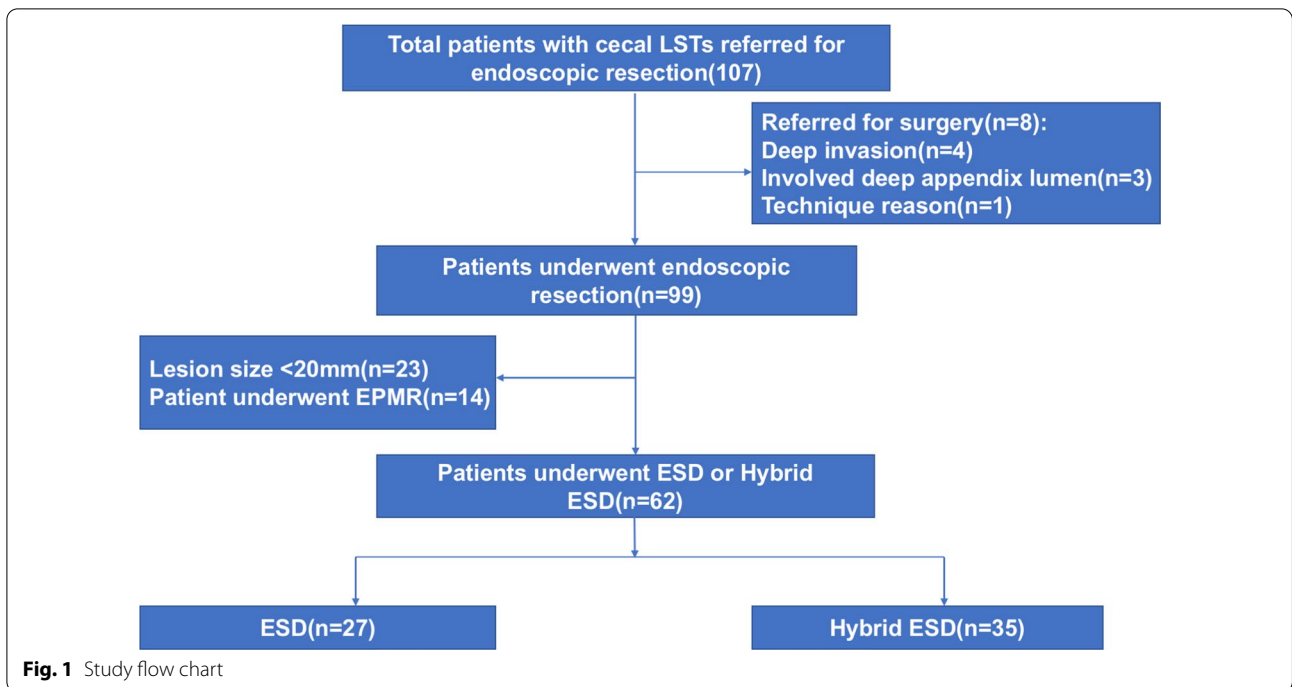 Total patients with cecal LSTs referred for
endoscopic resection(107)
Referred for surgery(n=8):
Deep invasion(n=4)
Involved deep appendix lumen(n=3)
Technique reason(n=1)
Patients underwent endoscopic
resection(n=99)
Lesion size <20mm(n=23)
Patient underwent EPMR(n=14)
Patients underwent ESD or Hybrid
ESD(n=62)
ESD(n=27)
Hybrid ESD(n=35)
Fig. 1 Study flow chart